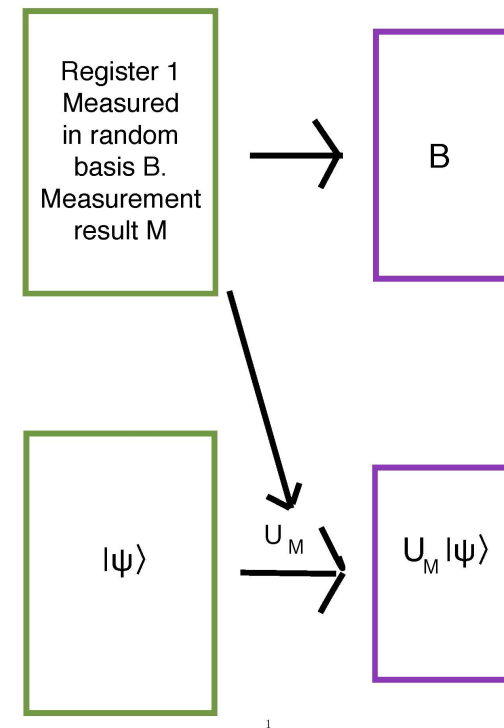 Register 1
Measured
in random
basis B.
Measurement
result M
B
|ψ⟩
U_M
U_M |ψ⟩
1